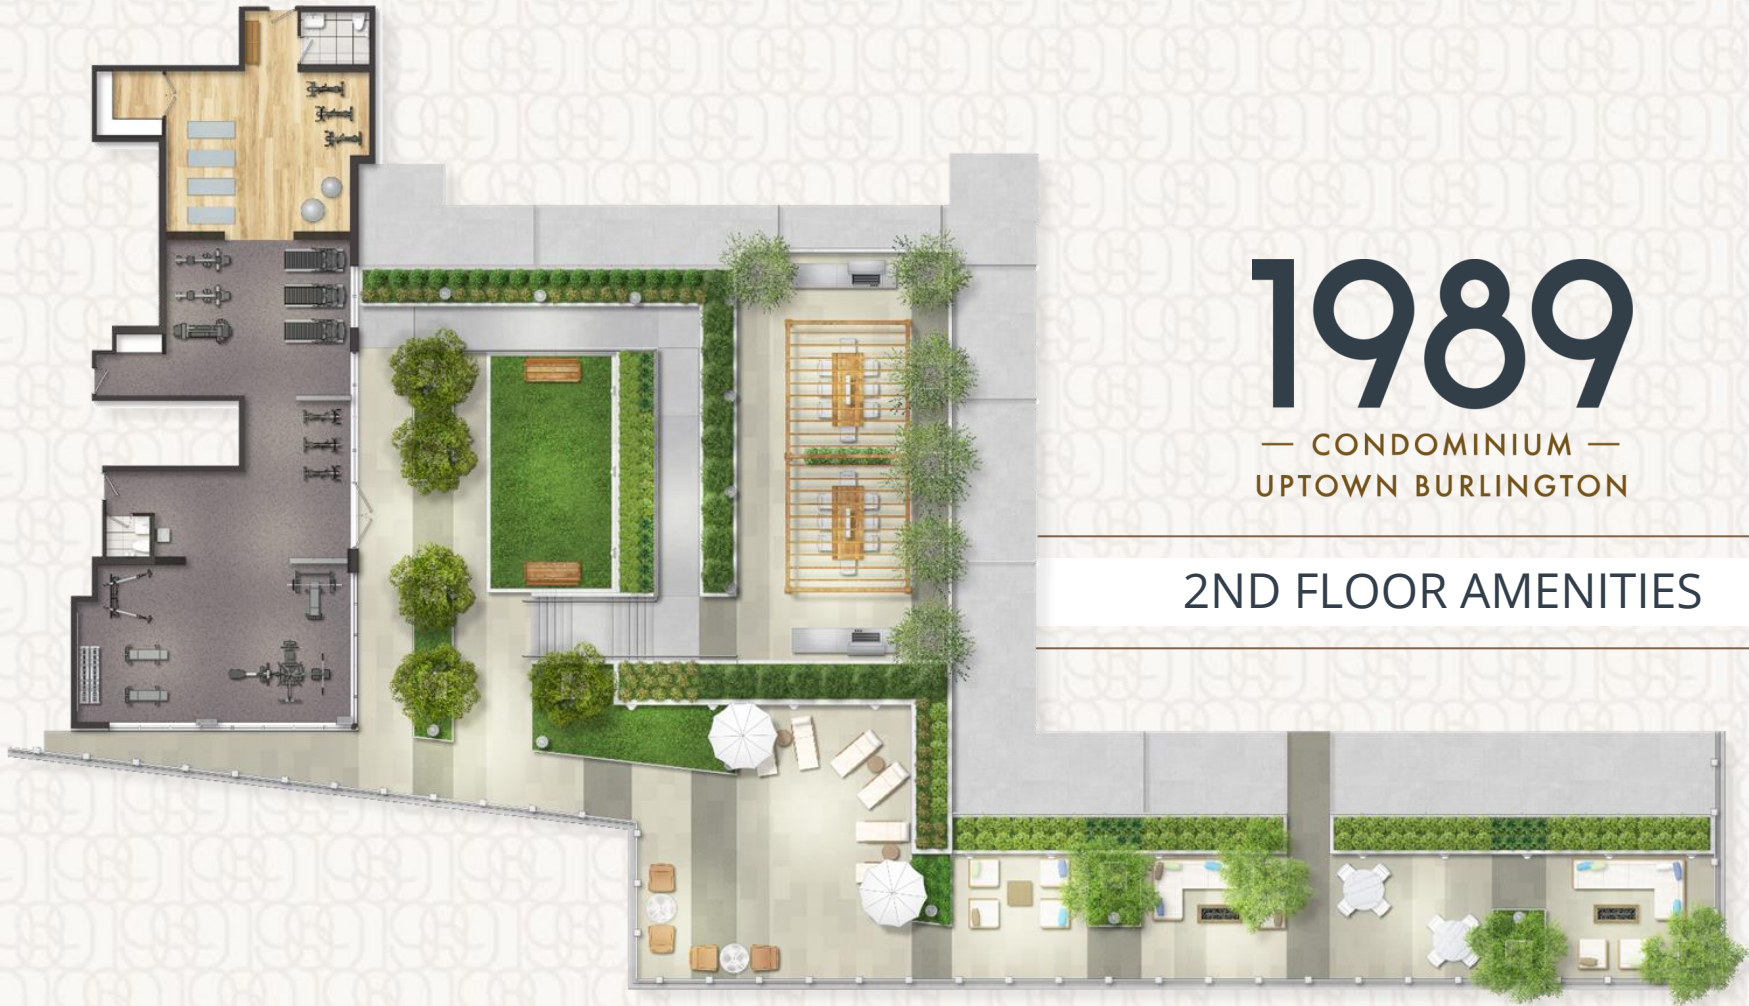 1989
— CONDOMINIUM —
UPTOWN BURLINGTON
2ND FLOOR AMENITIES